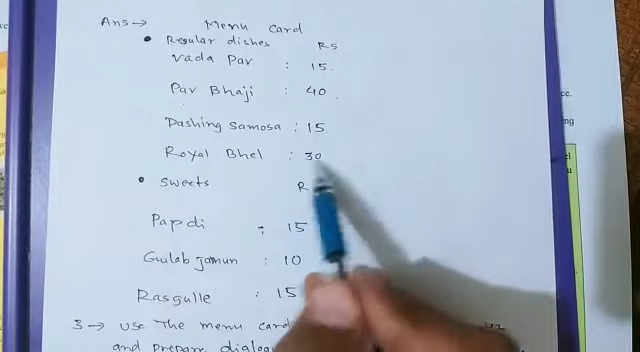 Ans → Menu Card
• Regular dishes Rs
Vada Pav : 15.
Pav Bhaji : 40.
Dashing Samosa : 15
Royal Bhel : 30
• Sweets R
Papdi : 15
Gulab jamun : 10
Rasgulle : 15
3 → Use The menu card
and prepare dialo